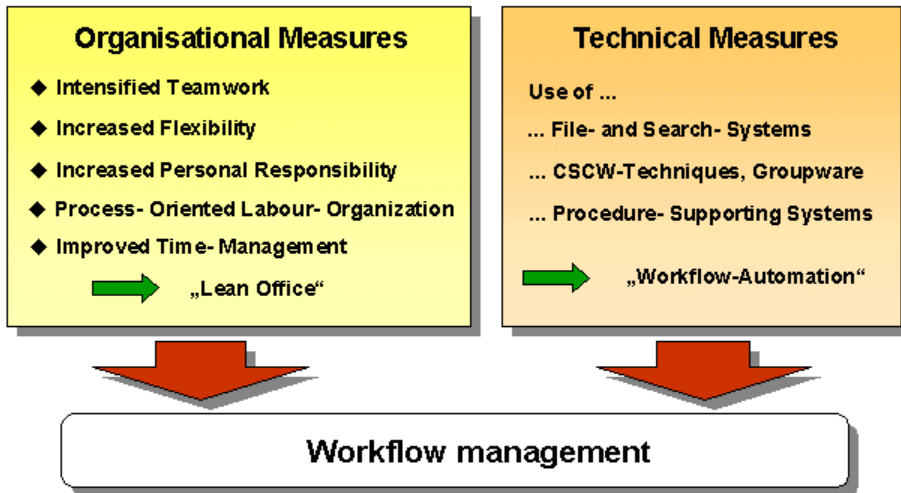 Organisational Measures
◆ Intensified Teamwork
◆ Increased Flexibility
◆ Increased Personal Responsibility
◆ Process- Oriented Labour- Organization
◆ Improved Time- Management
„Lean Office“
Technical Measures
Use of ...
... File- and Search- Systems
... CSCW-Techniques, Groupware
... Procedure- Supporting Systems
„Workflow-Automation“
Workflow management